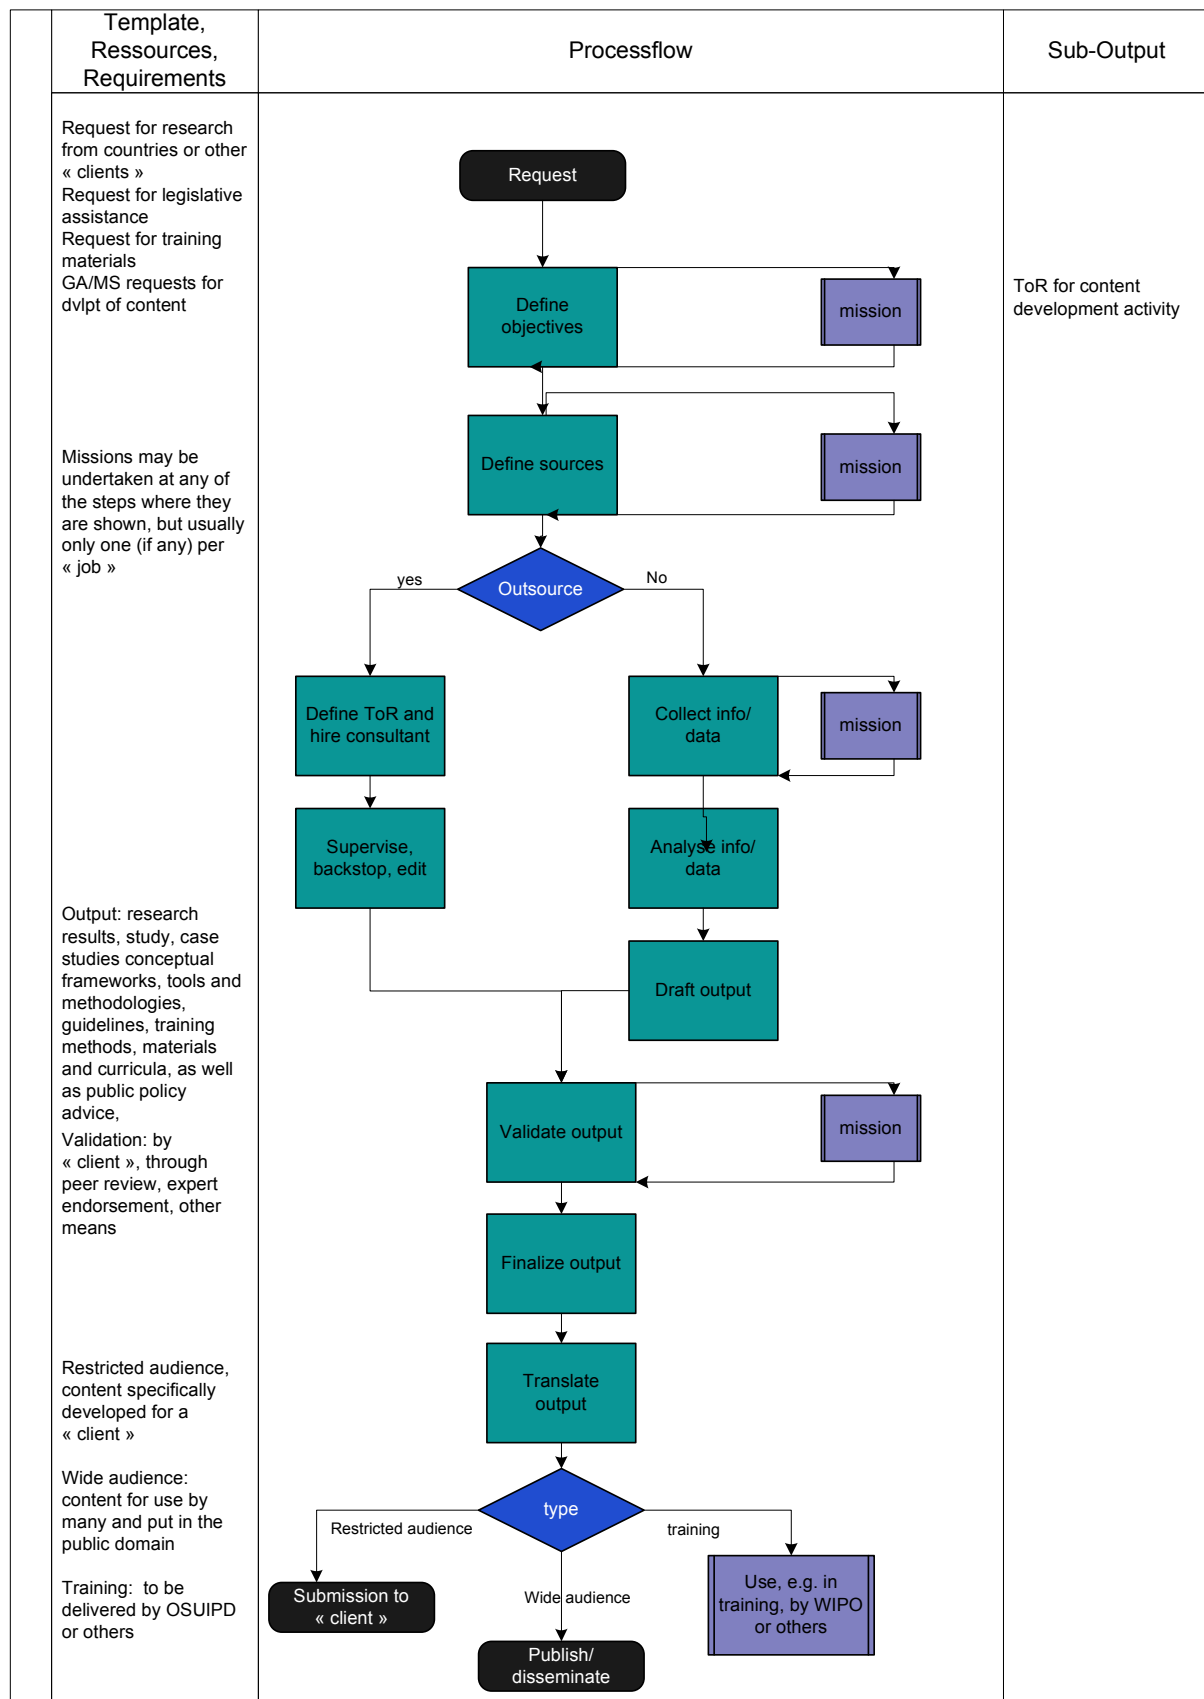 Template,
Ressources,
Requirements
Processflow
Sub-Output
Request for research
from countries or other
« clients »
Request for legislative
assistance
Request for training
materials
GA/MS requests for
dvlpt of content
Request
Define
objectives
mission
ToR for content
development activity
Missions may be
undertaken at any of
the steps where they
are shown, but usually
only one (if any) per
« job »
Define sources
mission
Outsource
yes
No
Define ToR and
hire consultant
Collect info/
data
mission
Supervise,
backstop, edit
Analyse info/
data
Output: research
results, study, case
studies conceptual
frameworks, tools and
methodologies,
guidelines, training
methods, materials
and curricula, as well
as public policy
advice,
Validation: by
« client », through
peer review, expert
endorsement, other
means
Draft output
Validate output
mission
Finalize output
Translate
output
Restricted audience,
content specifically
developed for a
« client »
Wide audience:
content for use by
many and put in the
public domain
Training:  to be
delivered by OSUIPD
or others
type
Restricted audience
training
Wide audience
Submission to
« client »
Publish/
disseminate
Use, e.g. in
training, by WIPO
or others